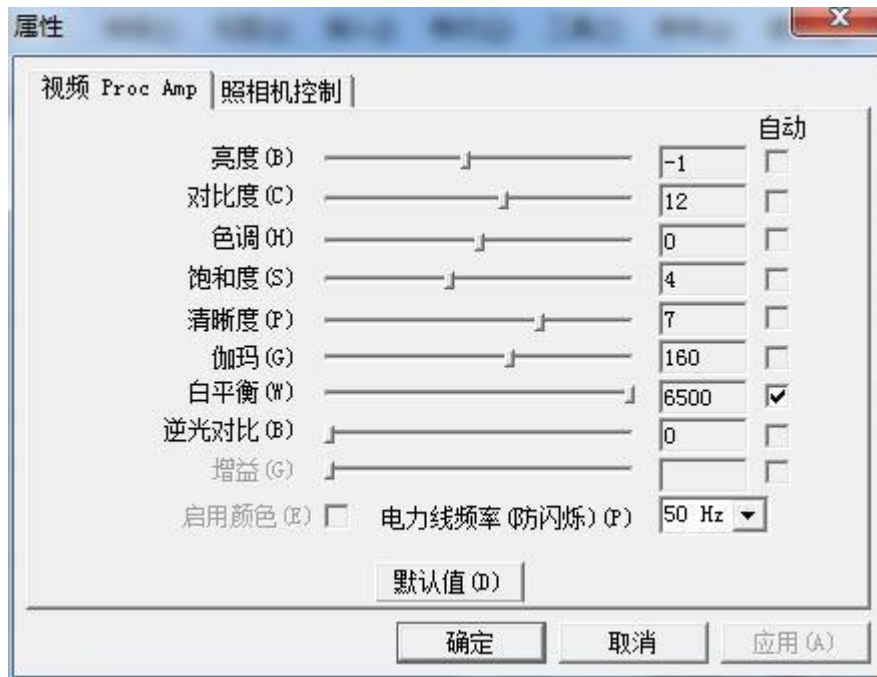 属性
视频 Proc Amp 照相机控制
自动
亮度(B) -1
对比度(C) 12
色调(H) 0
饱和度(S) 4
清晰度(P) 7
伽玛(G) 160
白平衡(W) 6500
逆光对比(B) 0
增益(G)
启用颜色(E) 电力线频率(防闪烁)(P) 50 Hz
默认值(D)
确定 取消 应用(A)